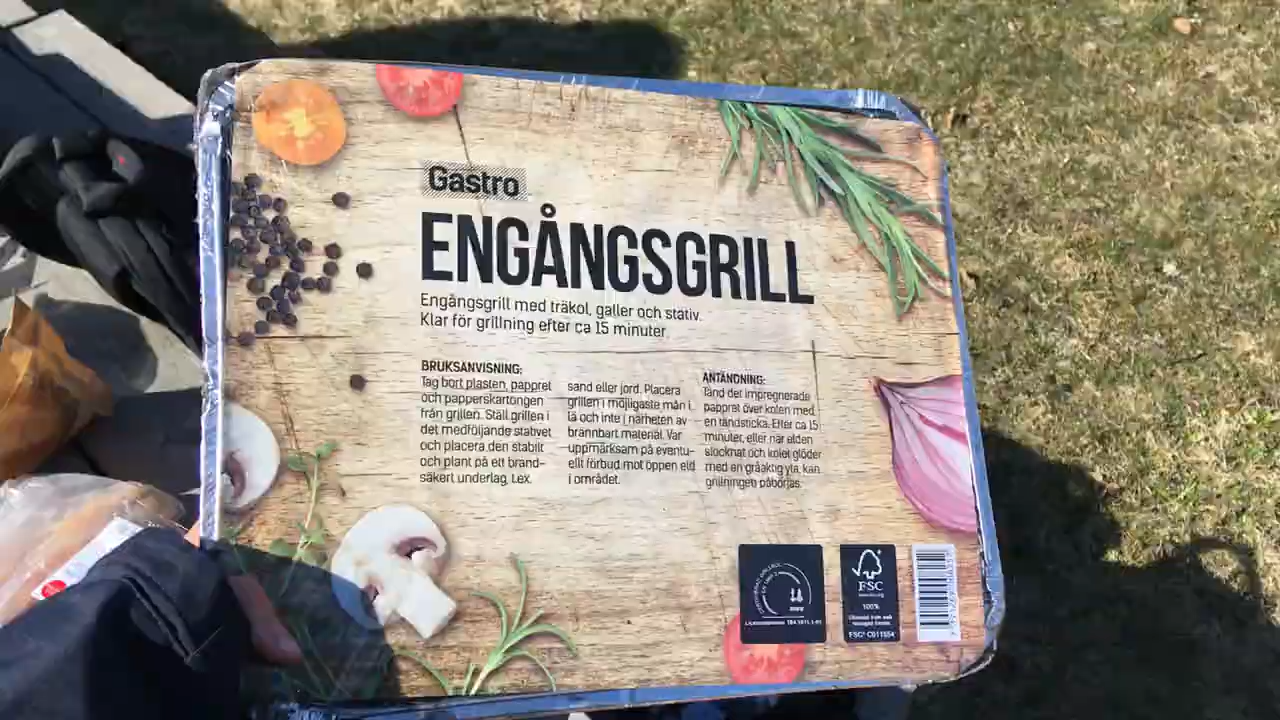 Gastro
ENGÅNGSGRILL
Engångsgrill med träkol, galler och stativ.
Klar för grillning efter ca 15 minuter.
BRUKSANVISNING:
Tag bort plasten, pappret
och papperskartongen
från grillen. Ställ grillen i
det medföljande stativet
och placera den stabilt
och plant på ett brand-
säkert underlag, t.ex.
sand eller jord. Placera
grillen i möjligaste mån i
lä och inte i närheten av
brännbart material. Var
uppmärksam på eventu-
ellt förbud mot öppen eld
i området.
ANTÄNDNING:
Tänd det impregnerade
pappret över kolen med
en tändsticka. Efter ca 15
minuter, eller när elden
slocknat och kolet glöder
med en gråaktig yta, kan
grillningen påbörjas.
FSC
100%
FSC® C011554